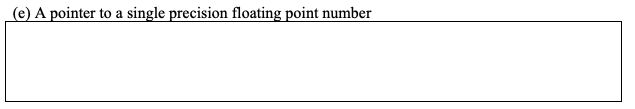 (e) A pointer to a single precision floating point number